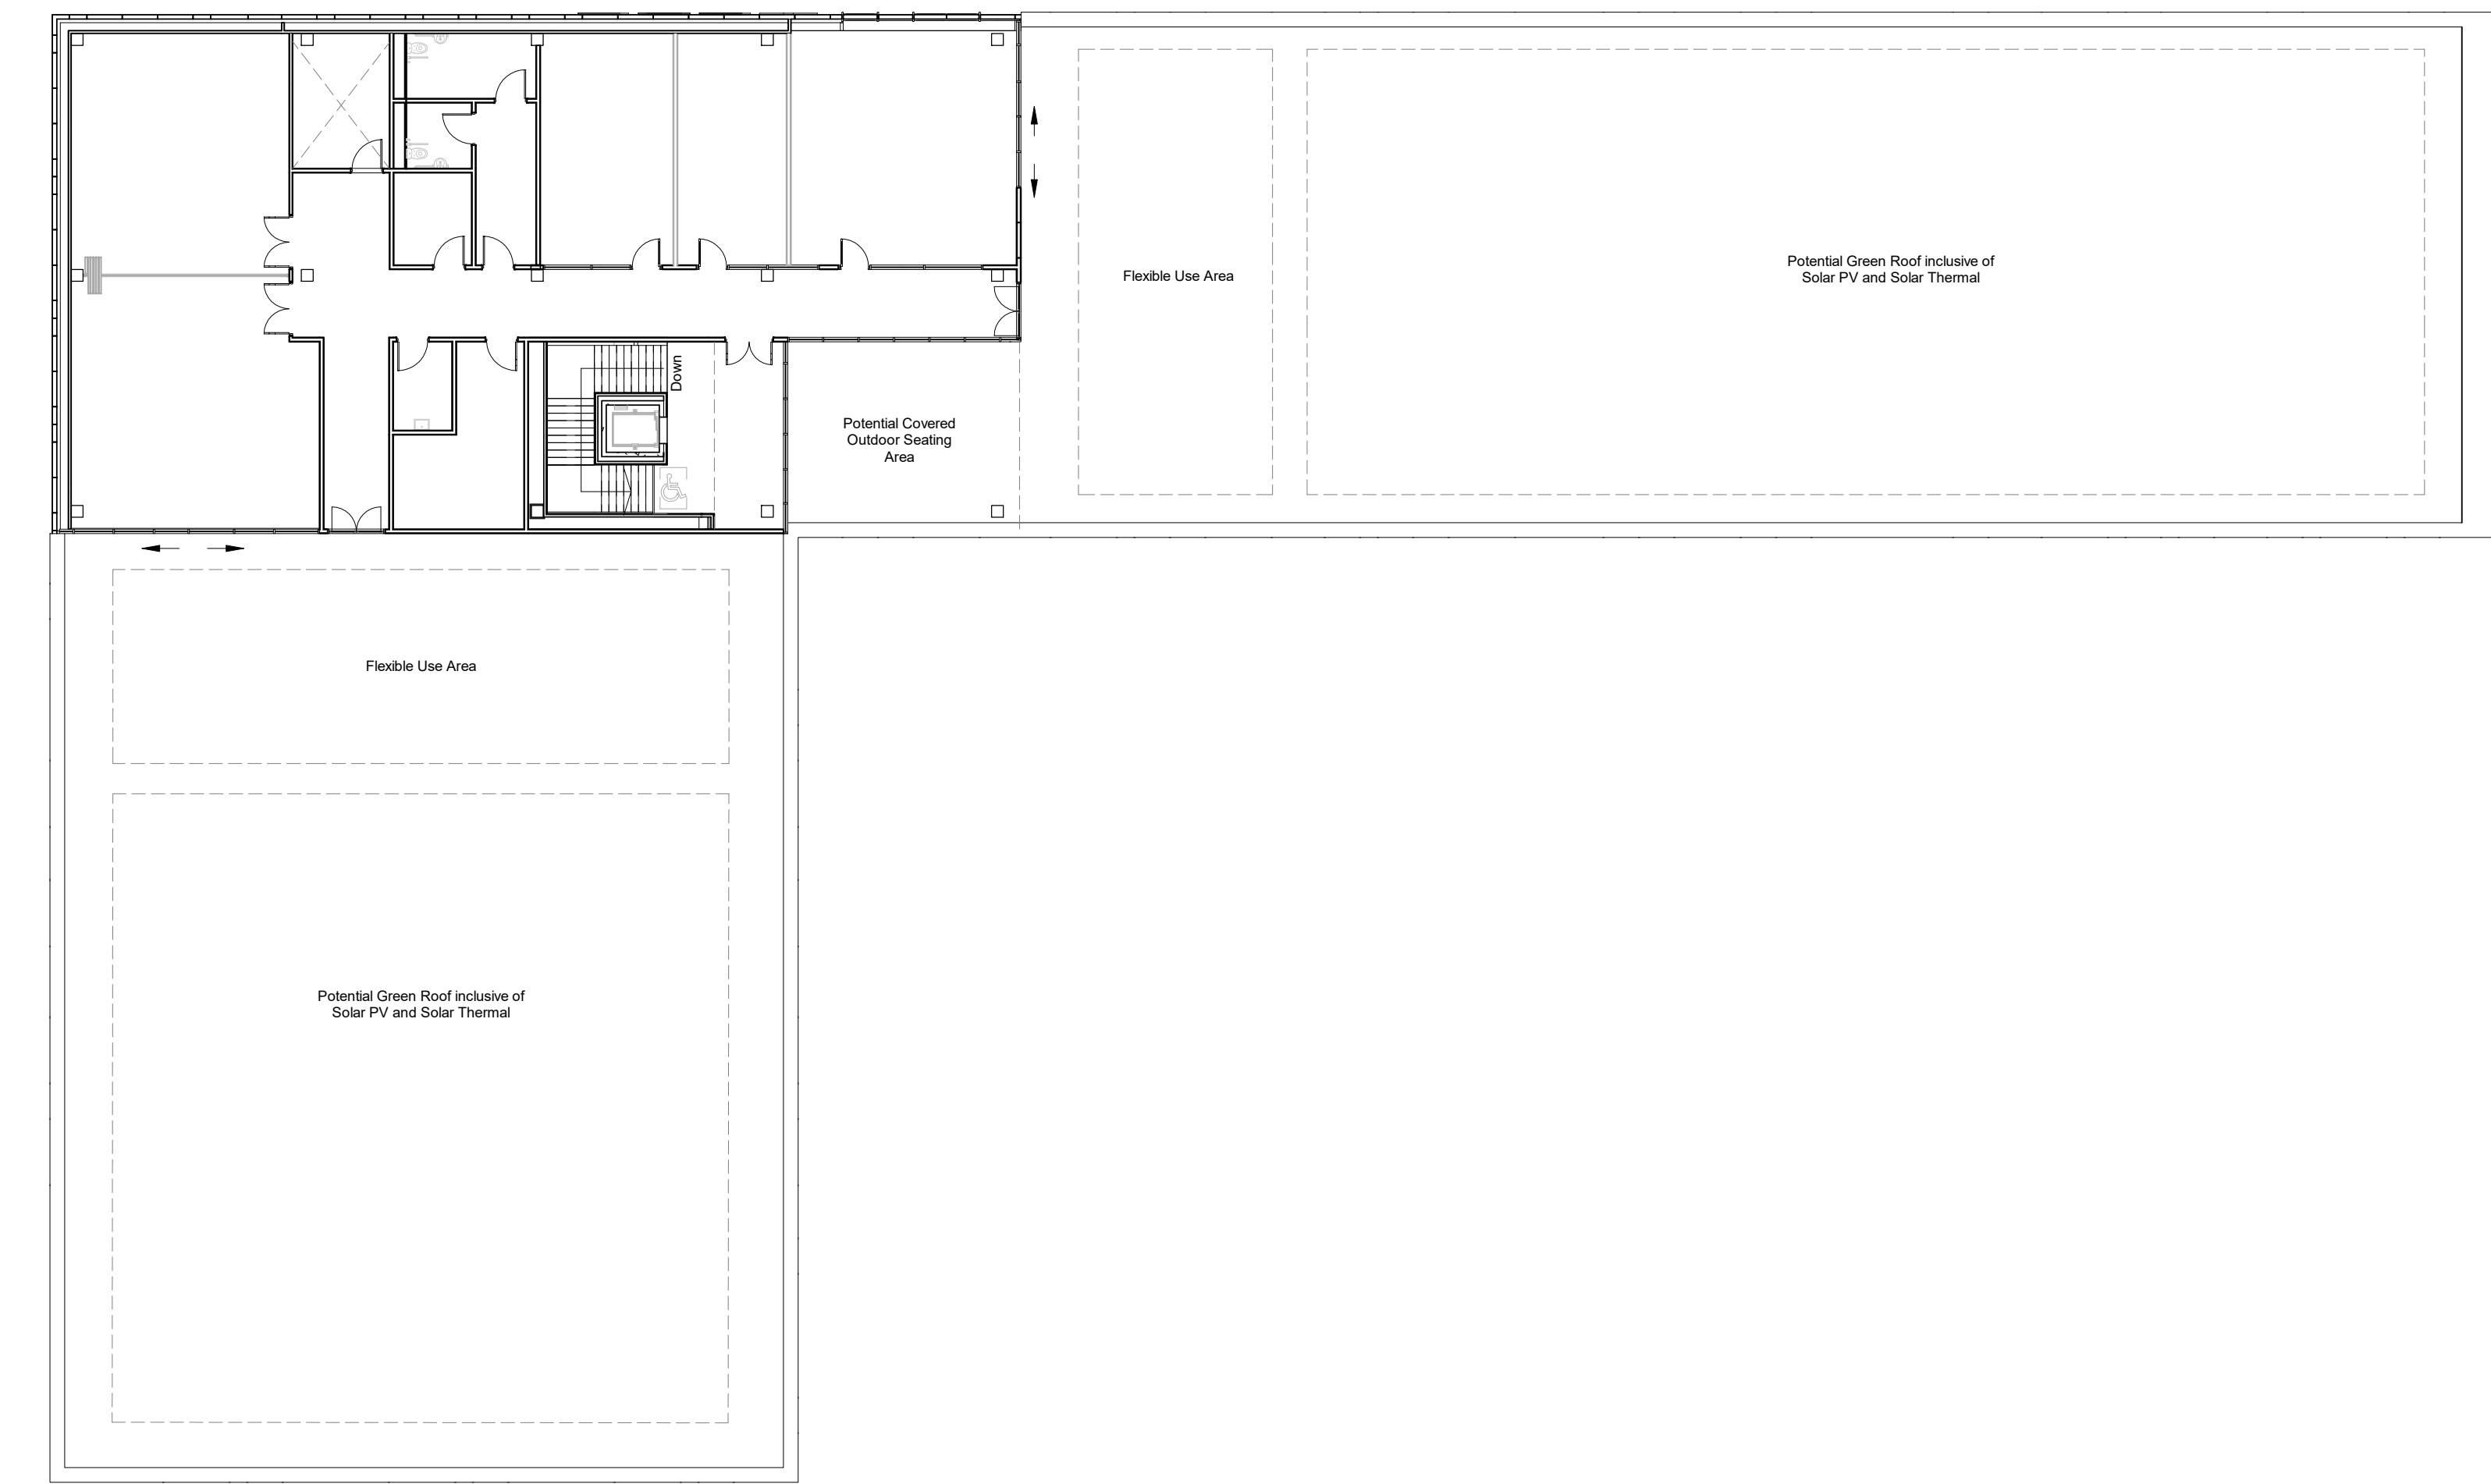 Potential Green Roof inclusive of
Solar PV and Solar Thermal
Flexible Use Area
Down
Potential Covered
Outdoor Seating
Area
Flexible Use Area
Potential Green Roof inclusive of
Solar PV and Solar Thermal